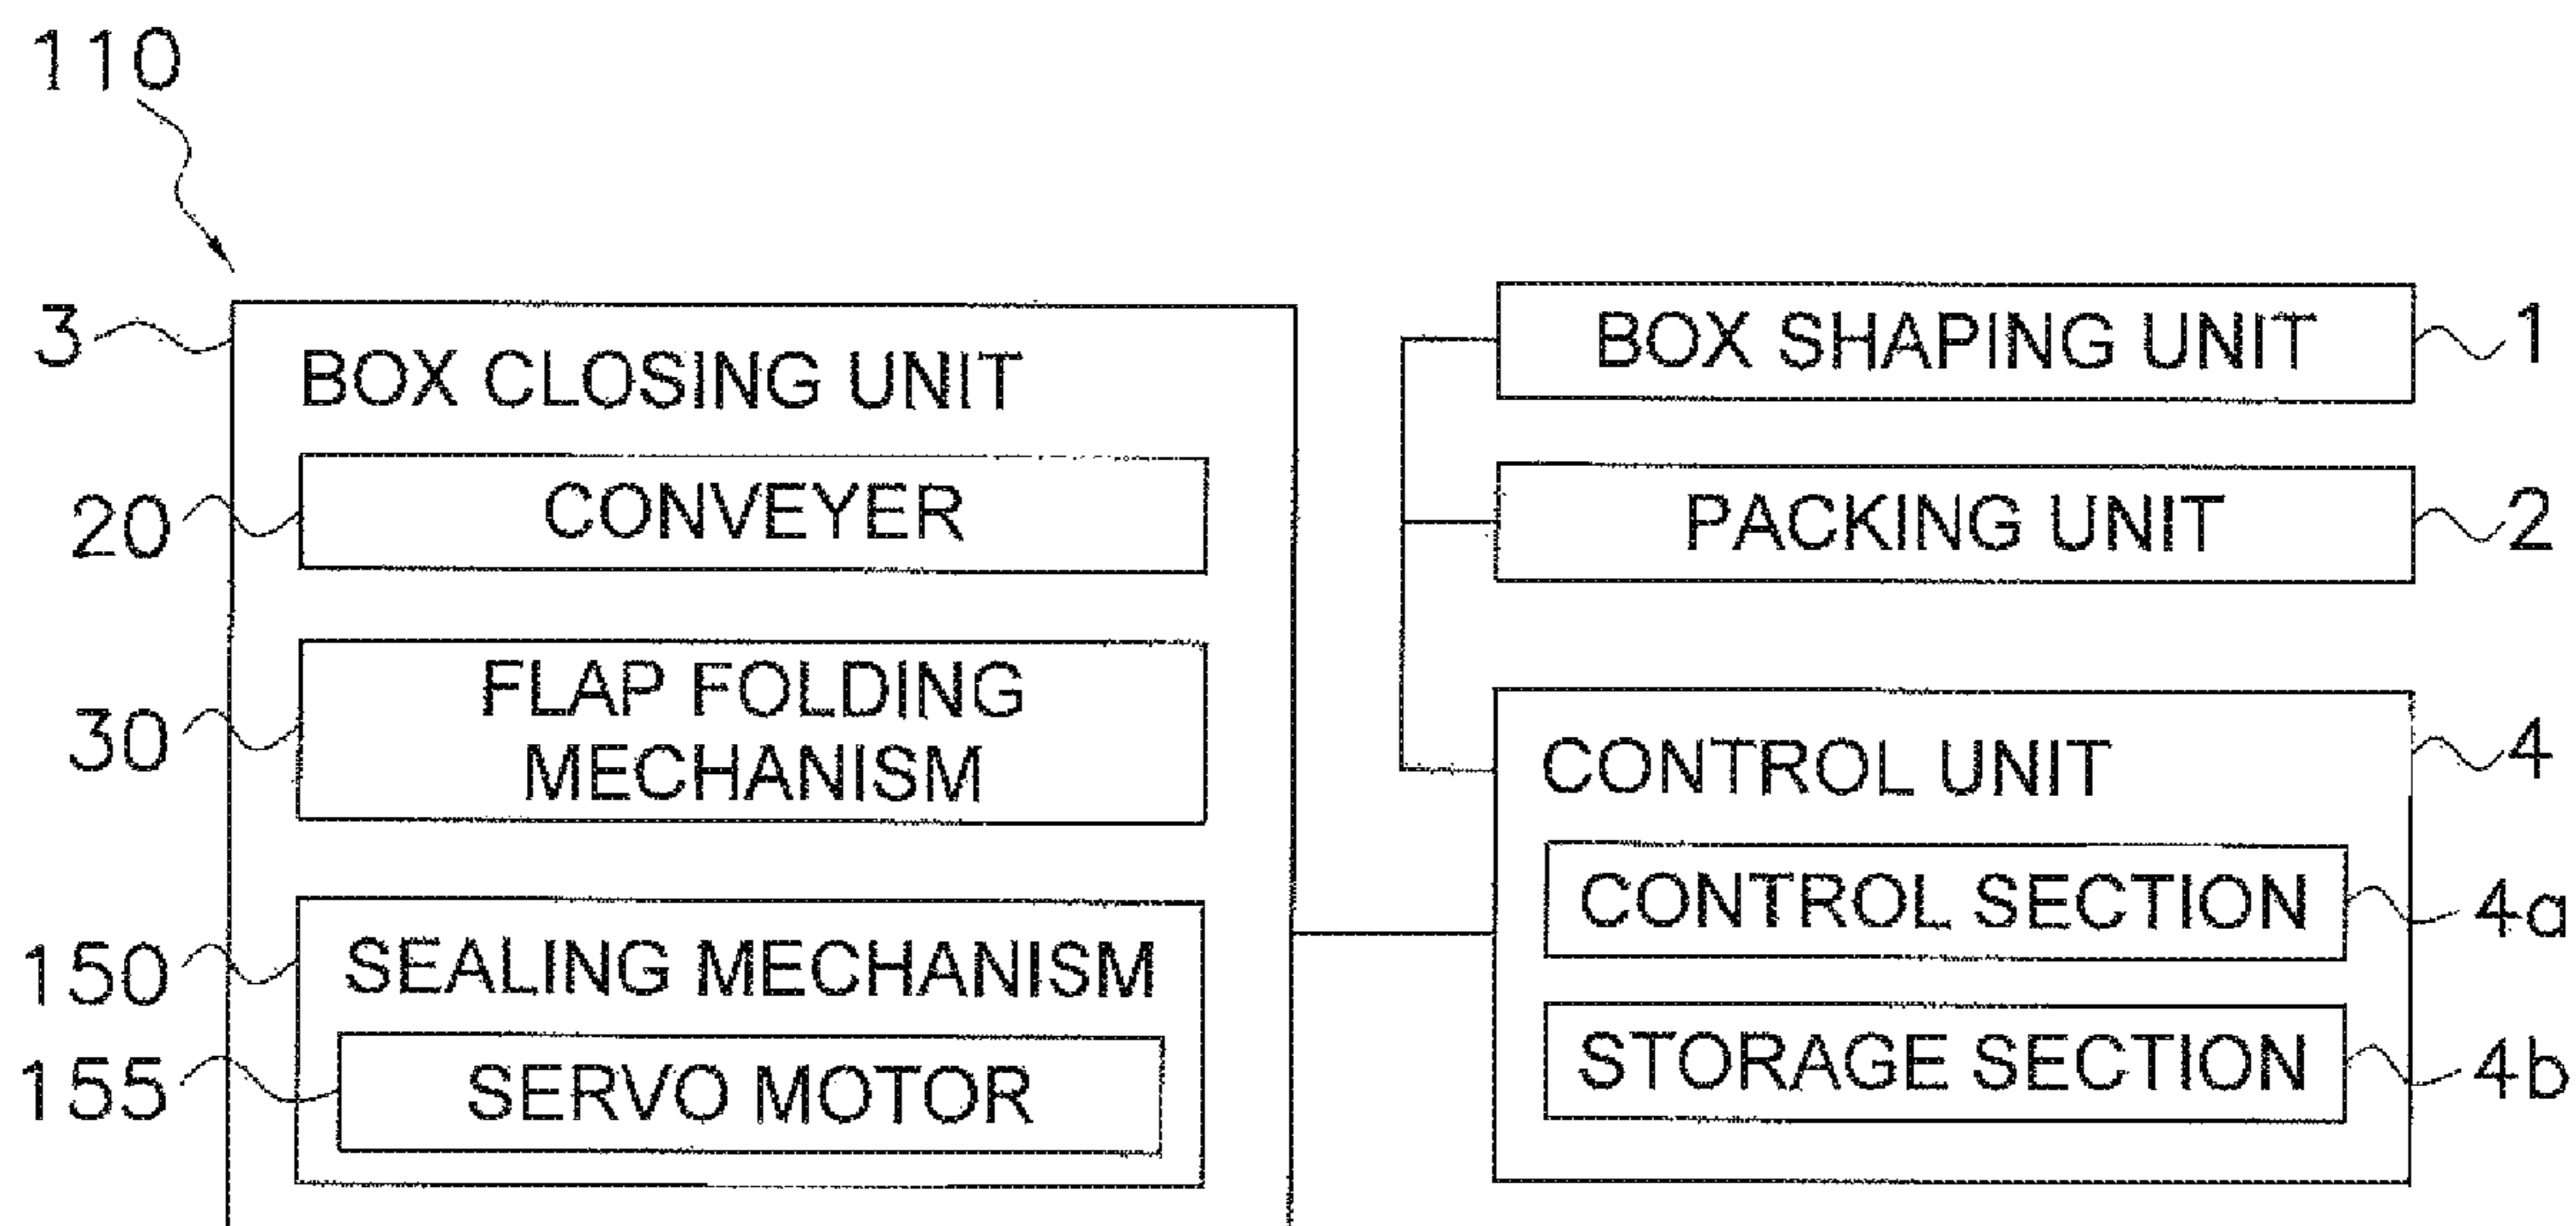 110
3
BOX CLOSING UNIT
20
CONVEYER
30
FLAP FOLDING
MECHANISM
150
SEALING MECHANISM
155
SERVO MOTOR
BOX SHAPING UNIT
1
PACKING UNIT
2
CONTROL UNIT
4
CONTROL SECTION
4a
STORAGE SECTION
4b